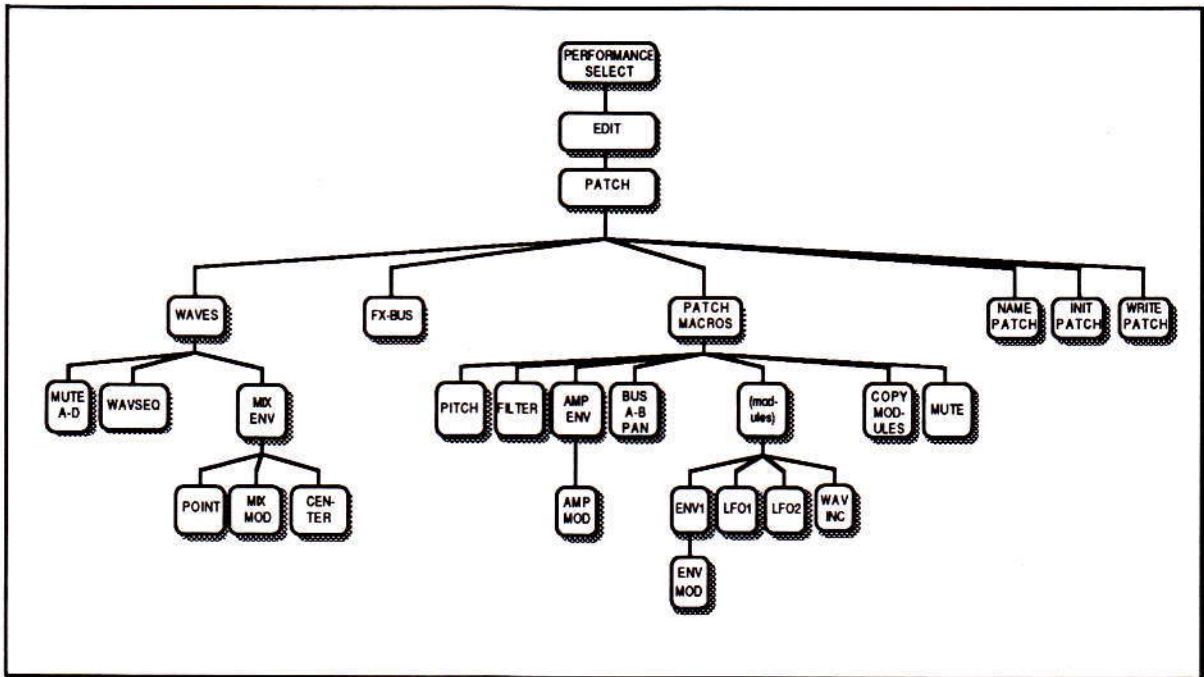 PERFORMANCE
SELECT
EDIT
PATCH
WAVES
FX-BUS
PATCH
MACROS
NAME
PATCH
INIT
PATCH
WRITE
PATCH
MUTE
A-D
WAVSEQ
MIX
ENV
PITCH
FILTER
AMP
ENV
BUS
A-B
PAN
(mod-
ules)
COPY
MOD-
ULES
MUTE
POINT
MIX
MOD
CEN-
TER
AMP
MOD
ENV1
LFO1
LFO2
WAV
INC
ENV
MOD